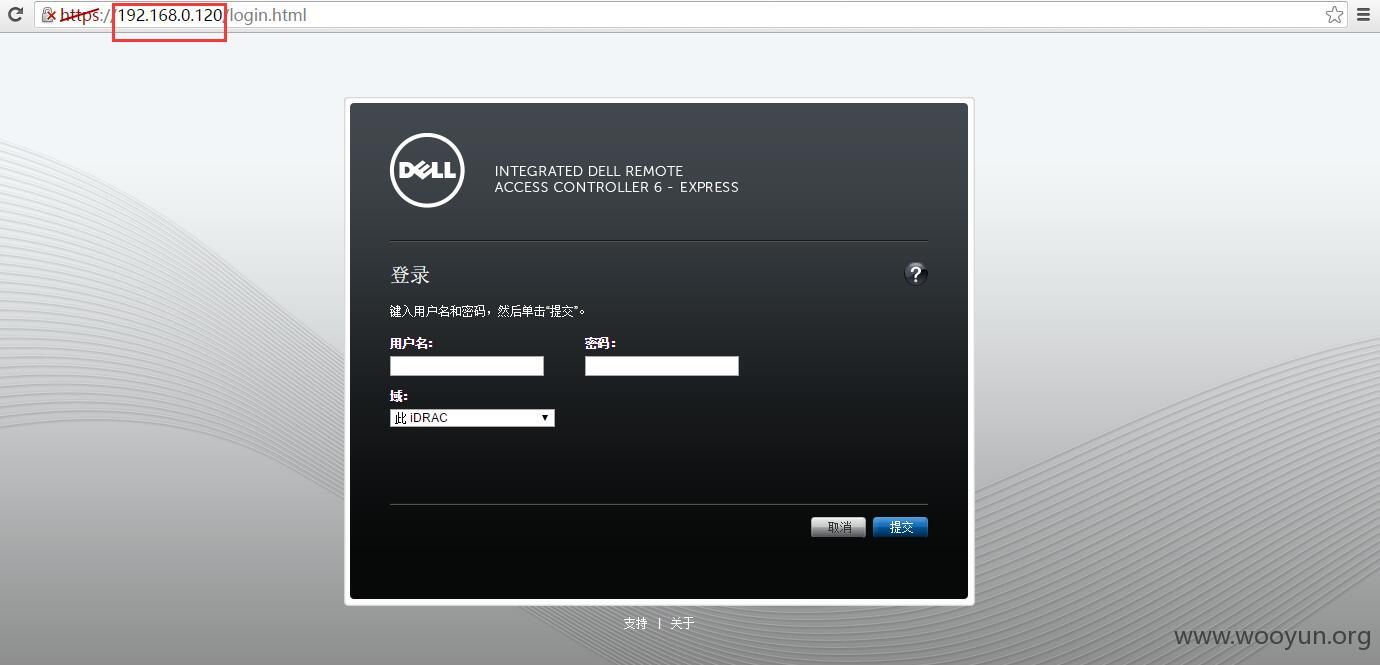 https://192.168.0.120/login.html
DELL
INTEGRATED DELL REMOTE
ACCESS CONTROLLER 6 - EXPRESS
登录
?
键入用户名和密码，然后单击“提交”。
用户名： 密码：
域：
此 iDRAC
取消 提交
支持 | 关于
www.wooyun.org